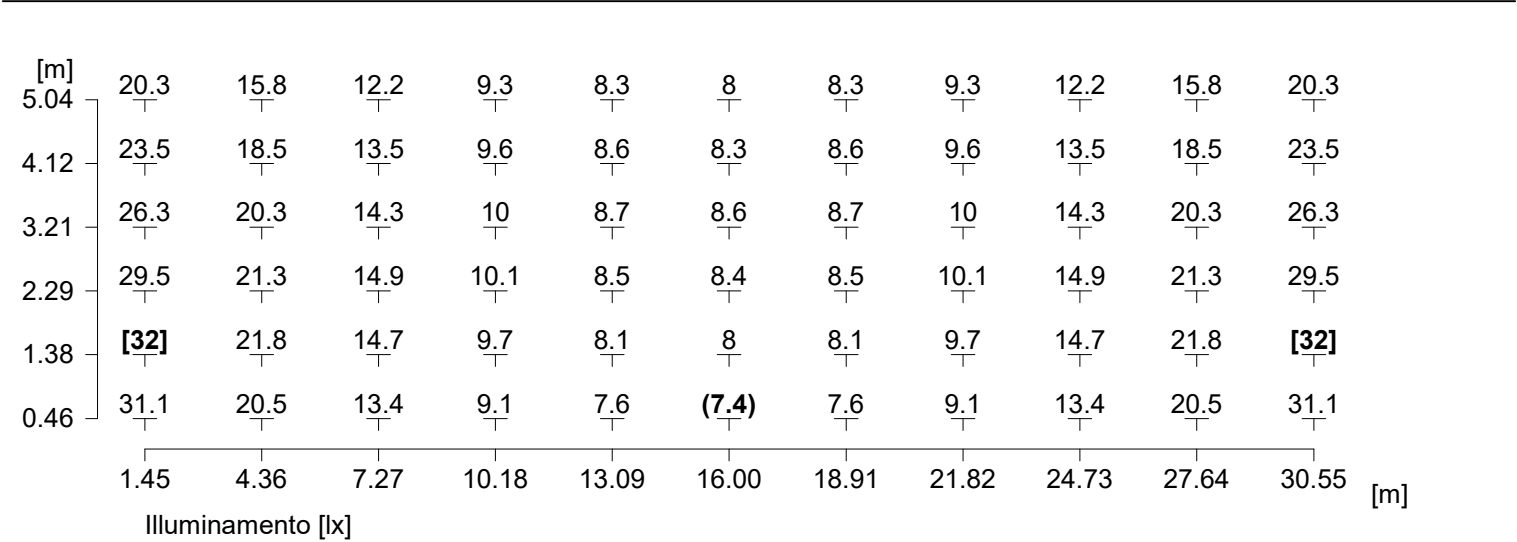 [m]
5.04 20.3 15.8 12.2 9.3 8.3 8 8.3 9.3 12.2 15.8 20.3
4.12 23.5 18.5 13.5 9.6 8.6 8.3 8.6 9.6 13.5 18.5 23.5
3.21 26.3 20.3 14.3 10 8.7 8.6 8.7 10 14.3 20.3 26.3
2.29 29.5 21.3 14.9 10.1 8.5 8.4 8.5 10.1 14.9 21.3 29.5
1.38 [32] 21.8 14.7 9.7 8.1 8 8.1 9.7 14.7 21.8 [32]
0.46 31.1 20.5 13.4 9.1 7.6 (7.4) 7.6 9.1 13.4 20.5 31.1
1.45 4.36 7.27 10.18 13.09 16.00 18.91 21.82 24.73 27.64 30.55 [m]
Illuminamento [lx]